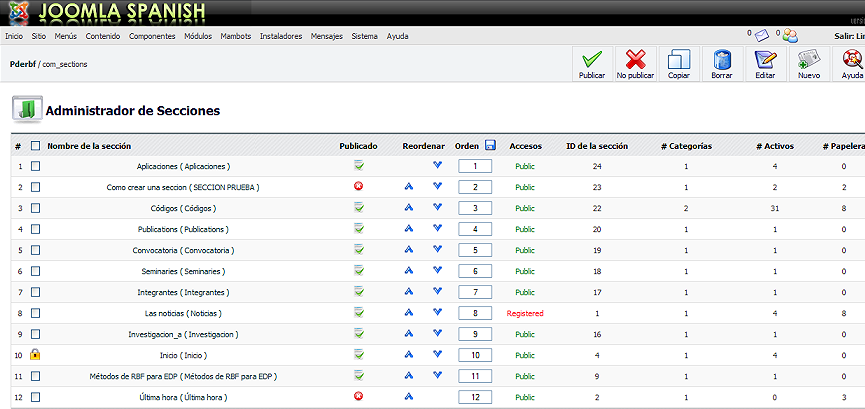 JOOMLA SPANISH
Inicio Sitio Menús Contenido Componentes Módulos Mambots Instaladores Mensajes Sistema Ayuda 0 0 Salir:
Pderbf / com_sections
Publicar No publicar Copiar Borrar Editar Nuevo Ayuda
Administrador de Secciones
# Nombre de la sección Publicado Reordenar Orden Accesos ID de la sección # Categorías # Activos # Papelera
1 Aplicaciones ( Aplicaciones ) 1 Public 24 1 4 0
2 Como crear una seccion ( SECCION PRUEBA ) 2 Public 23 1 2 2
3 Códigos ( Códigos ) 3 Public 22 2 31 8
4 Publications ( Publications ) 4 Public 20 1 1 0
5 Convocatoria ( Convocatoria ) 5 Public 19 1 1 0
6 Seminaries ( Seminaries ) 6 Public 18 1 1 0
7 Integrantes ( Integrantes ) 7 Public 17 1 1 0
8 Las noticias ( Noticias ) 8 Registered 1 1 4 8
9 Investigacion_a ( Investigacion ) 9 Public 16 1 1 0
10 Inicio ( Inicio ) 10 Public 4 1 4 0
11 Métodos de RBF para EDP ( Métodos de RBF para EDP ) 11 Public 9 1 1 0
12 Última hora ( Última hora ) 12 Public 2 1 0 3